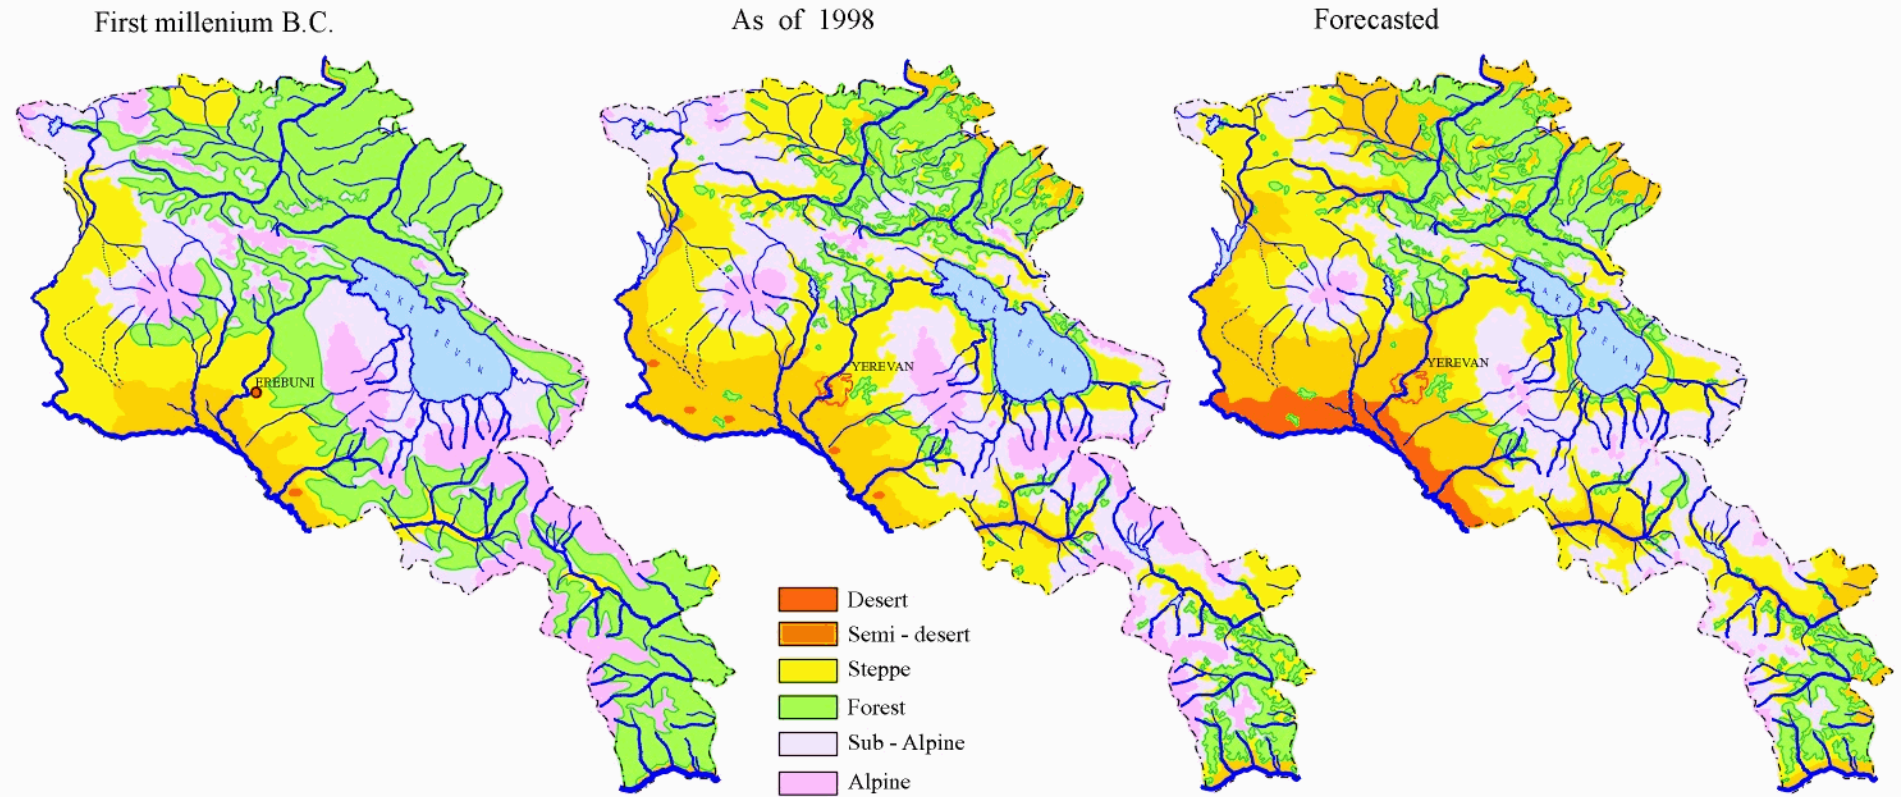 First millenium B.C.
As of 1998
Forecasted
LAKE
SEVAN
EREBUNI
LAKE
SEVAN
YEREVAN
LAKE
SEVAN
YEREVAN
Desert
Semi - desert
Steppe
Forest
Sub - Alpine
Alpine